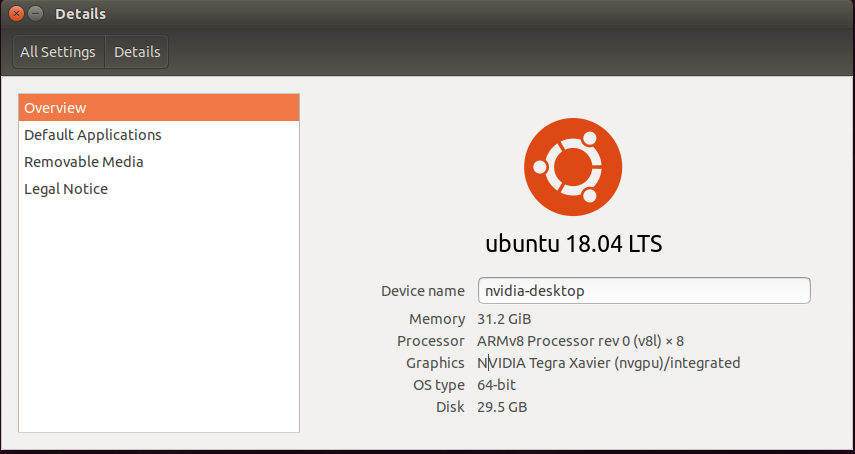 Details
All Settings Details
Overview
Default Applications
Removable Media
Legal Notice
ubuntu 18.04 LTS
Device name nvidia-desktop
Memory 31.2 GiB
Processor ARMv8 Processor rev 0 (v8l) × 8
Graphics NVIDIA Tegra Xavier (nvgpu)/integrated
OS type 64-bit
Disk 29.5 GB